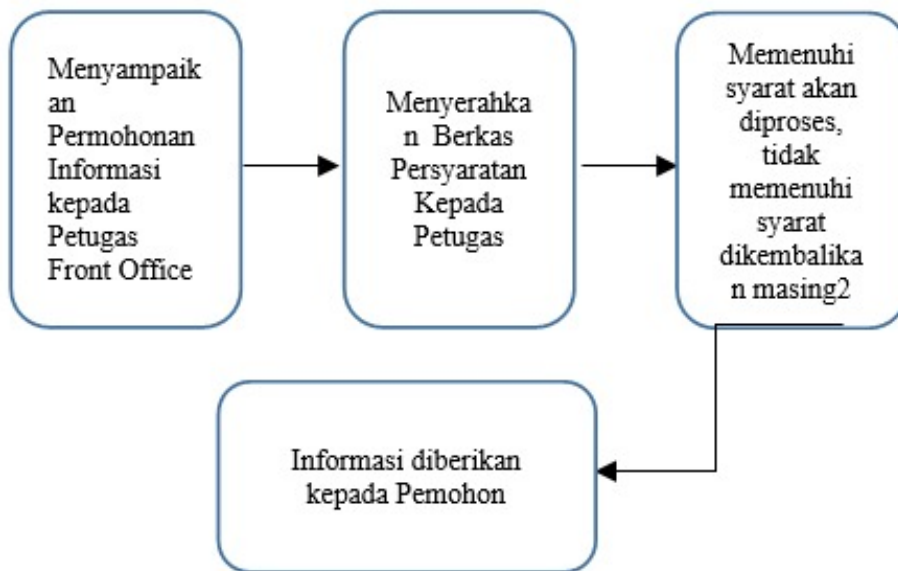 Menyampaik
an
Permohonan
Informasi
kepada
Petugas
Front Office
Menyerahka
n Berkas
Persyaratan
Kepada
Petugas
Memenuhi
syarat akan
diproses,
tidak
memenuhi
syarat
dikembalika
n masing2
Informasi diberikan
kepada Pemohon